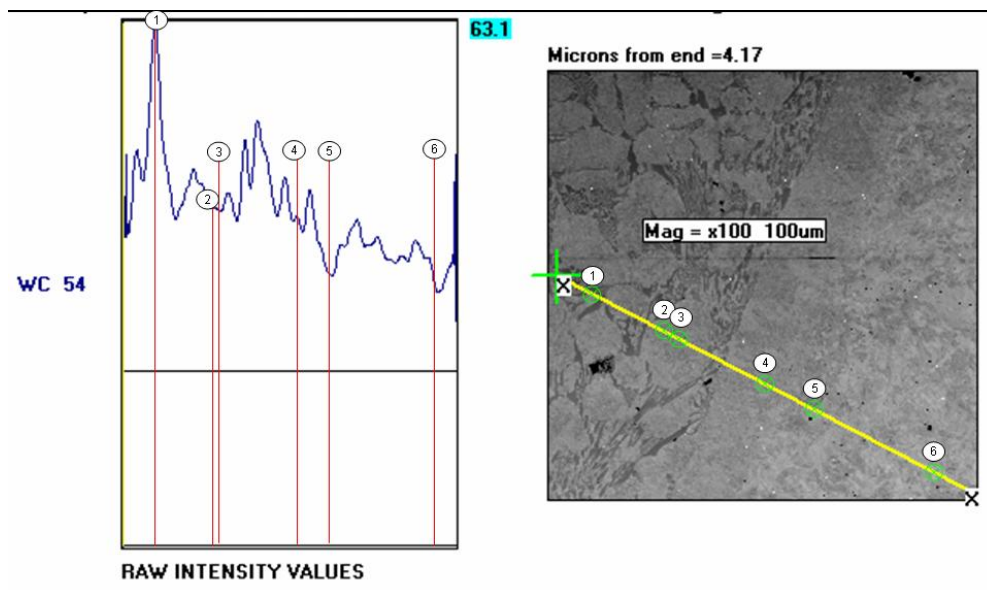 63.1
Microns from end =4.17
1
3
4
5
6
2
WC 54
Mag = x100 100um
1
2
3
4
5
6
X
X
RAW INTENSITY VALUES